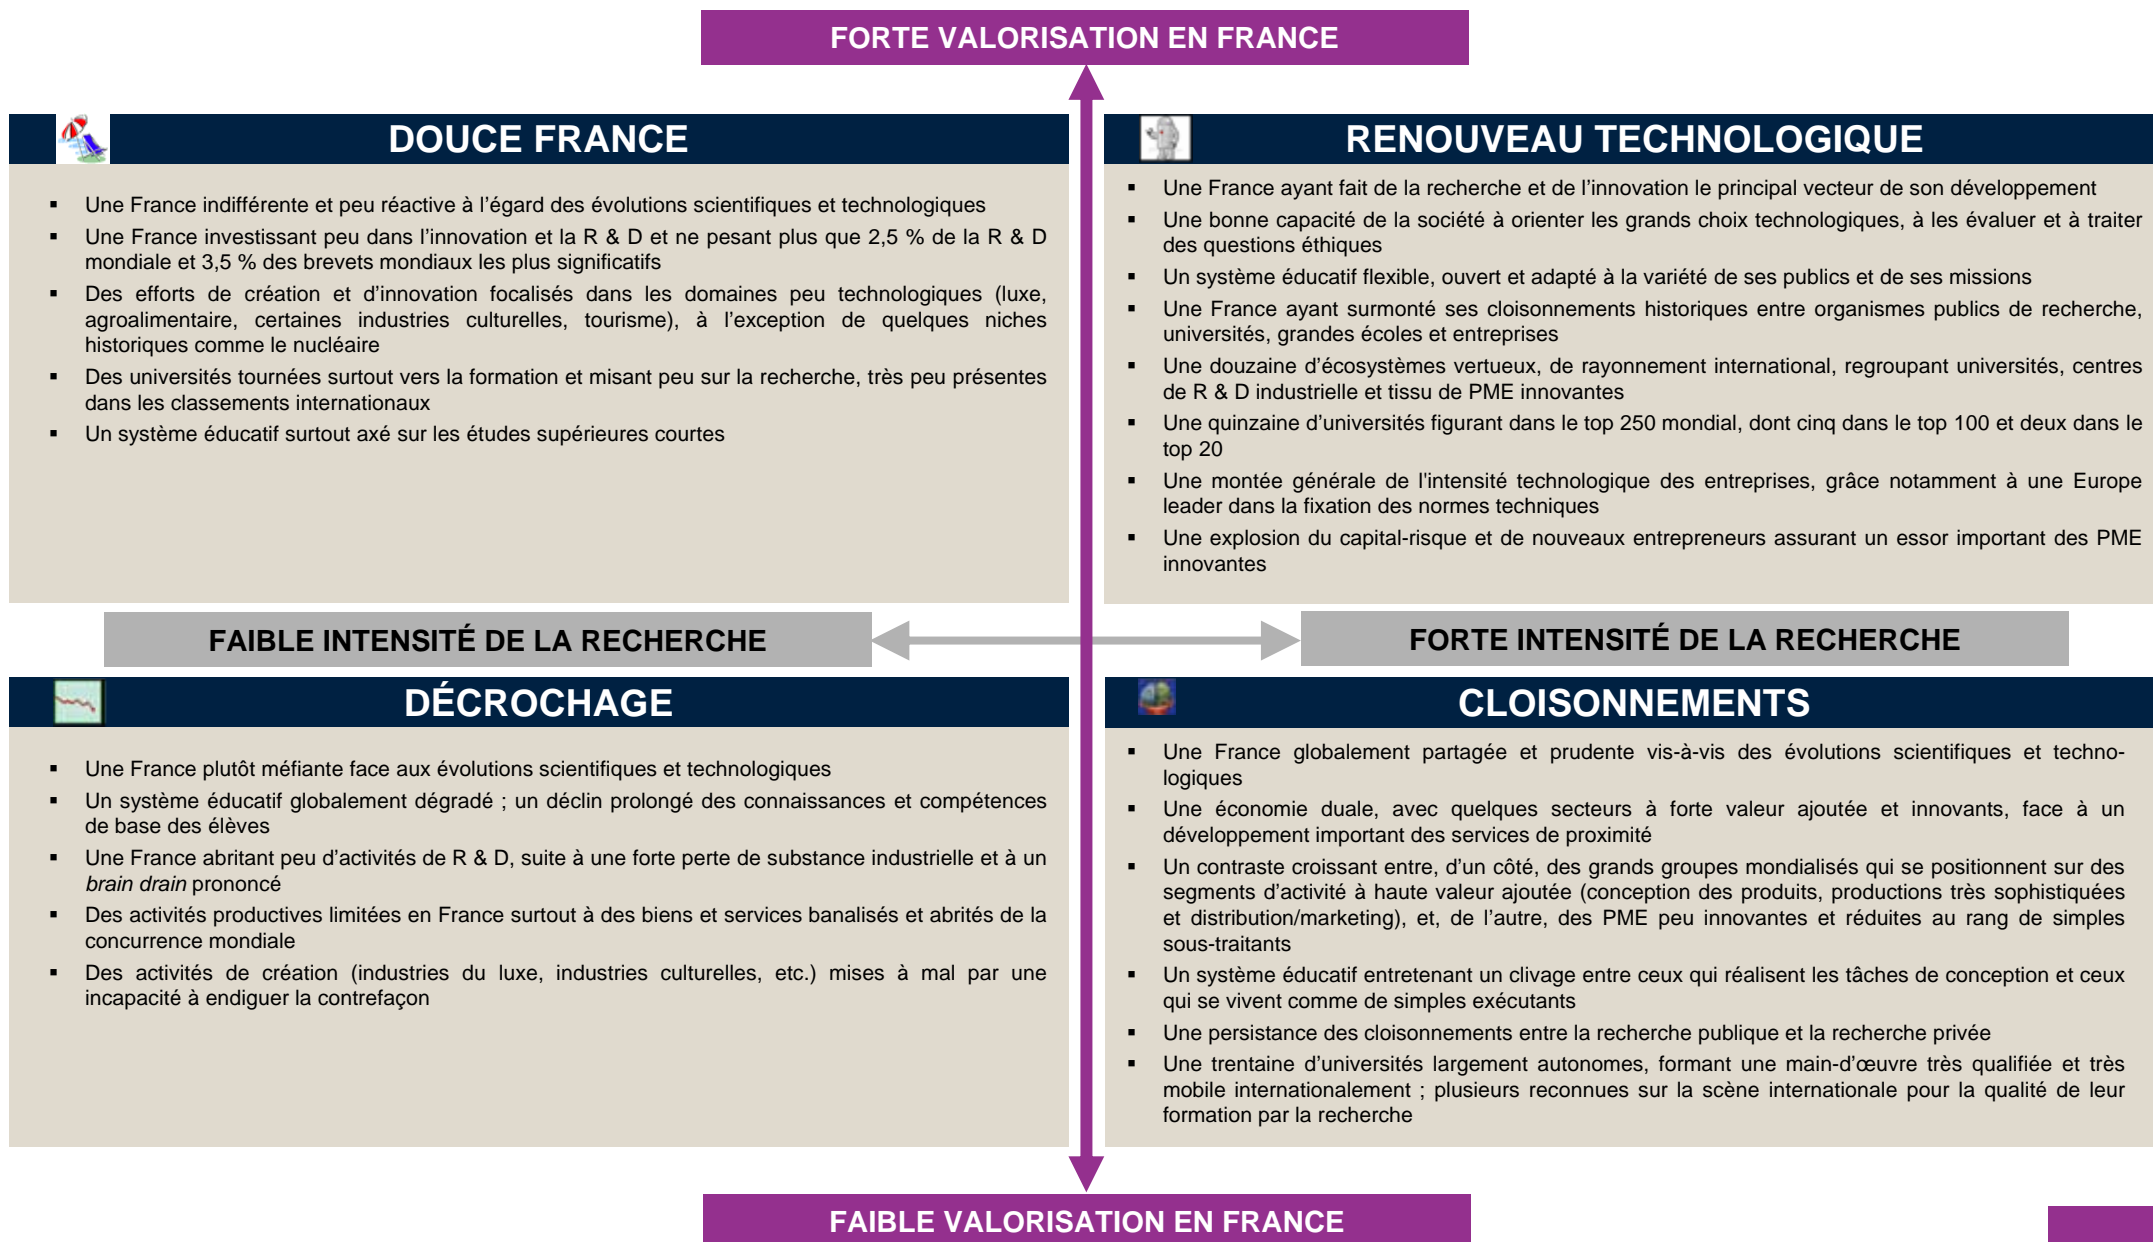 FORTE VALORISATION EN FRANCE
DOUCE FRANCE
▪ Une France indifférente et peu réactive à l’égard des évolutions scientifiques et technologiques
▪ Une France investissant peu dans l’innovation et la R & D et ne pesant plus que 2,5 % de la R & D
mondiale et 3,5 % des brevets mondiaux les plus significatifs
▪ Des efforts de création et d’innovation focalisés dans les domaines peu technologiques (luxe,
agroalimentaire, certaines industries culturelles, tourisme), à l’exception de quelques niches
historiques comme le nucléaire
▪ Des universités tournées surtout vers la formation et misant peu sur la recherche, très peu présentes
dans les classements internationaux
▪ Un système éducatif surtout axé sur les études supérieures courtes
RENOUVEAU TECHNOLOGIQUE
▪ Une France ayant fait de la recherche et de l’innovation le principal vecteur de son développement
▪ Une bonne capacité de la société à orienter les grands choix technologiques, à les évaluer et à traiter
des questions éthiques
▪ Un système éducatif flexible, ouvert et adapté à la variété de ses publics et de ses missions
▪ Une France ayant surmonté ses cloisonnements historiques entre organismes publics de recherche,
universités, grandes écoles et entreprises
▪ Une douzaine d’écosystèmes vertueux, de rayonnement international, regroupant universités, centres
de R & D industrielle et tissu de PME innovantes
▪ Une quinzaine d’universités figurant dans le top 250 mondial, dont cinq dans le top 100 et deux dans le
top 20
▪ Une montée générale de l'intensité technologique des entreprises, grâce notamment à une Europe
leader dans la fixation des normes techniques
▪ Une explosion du capital-risque et de nouveaux entrepreneurs assurant un essor important des PME
innovantes
FAIBLE INTENSITÉ DE LA RECHERCHE
FORTE INTENSITÉ DE LA RECHERCHE
DÉCROCHAGE
▪ Une France plutôt méfiante face aux évolutions scientifiques et technologiques
▪ Un système éducatif globalement dégradé ; un déclin prolongé des connaissances et compétences
de base des élèves
▪ Une France abritant peu d’activités de R & D, suite à une forte perte de substance industrielle et à un
brain drain prononcé
▪ Des activités productives limitées en France surtout à des biens et services banalisés et abrités de la
concurrence mondiale
▪ Des activités de création (industries du luxe, industries culturelles, etc.) mises à mal par une
incapacité à endiguer la contrefaçon
CLOISONNEMENTS
▪ Une France globalement partagée et prudente vis-à-vis des évolutions scientifiques et techno-
logiques
▪ Une économie duale, avec quelques secteurs à forte valeur ajoutée et innovants, face à un
développement important des services de proximité
▪ Un contraste croissant entre, d’un côté, des grands groupes mondialisés qui se positionnent sur des
segments d’activité à haute valeur ajoutée (conception des produits, productions très sophistiquées
et distribution/marketing), et, de l’autre, des PME peu innovantes et réduites au rang de simples
sous-traitants
▪ Un système éducatif entretenant un clivage entre ceux qui réalisent les tâches de conception et ceux
qui se vivent comme de simples exécutants
▪ Une persistance des cloisonnements entre la recherche publique et la recherche privée
▪ Une trentaine d’universités largement autonomes, formant une main-d’œuvre très qualifiée et très
mobile internationalement ; plusieurs reconnues sur la scène internationale pour la qualité de leur
formation par la recherche
FAIBLE VALORISATION EN FRANCE